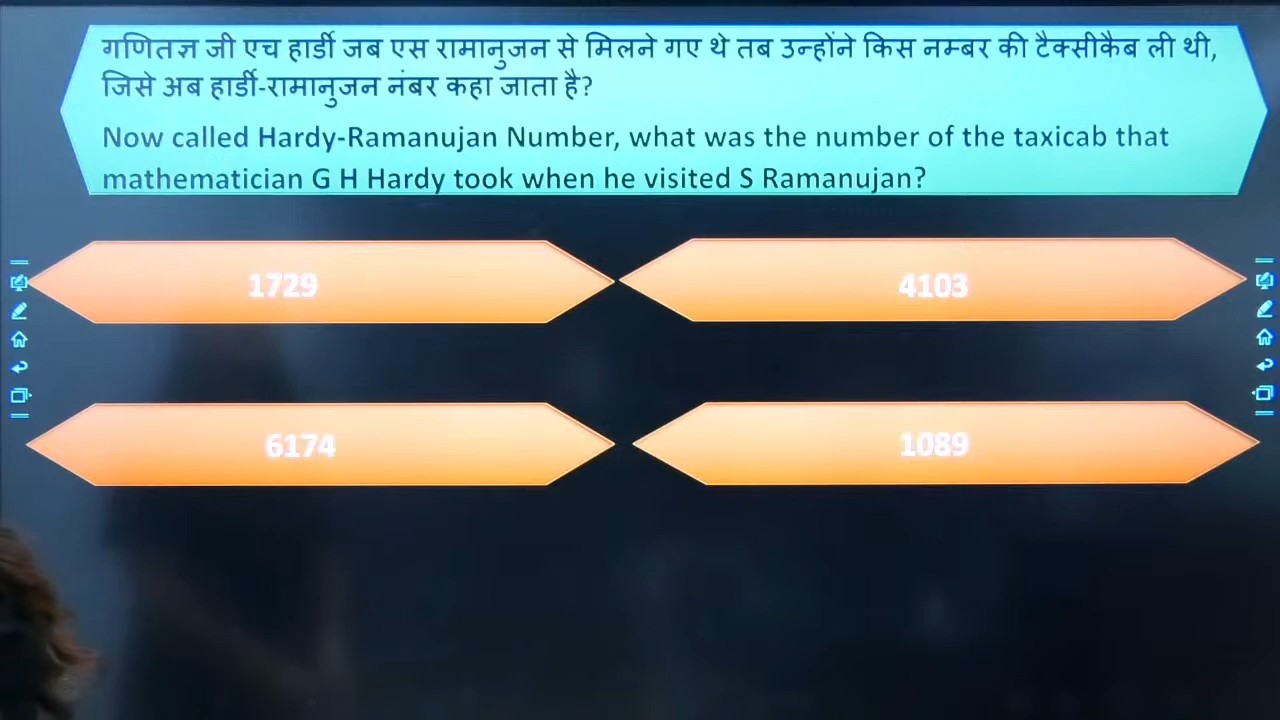 गणितज्ञ जी एच हार्डी जब एस रामानुजन से मिलने गए थे तब उन्होंने किस नम्बर की टैक्सीकैब ली थी,
जिसे अब हार्डी-रामानुजन नंबर कहा जाता है?
Now called Hardy-Ramanujan Number, what was the number of the taxicab that
mathematician G H Hardy took when he visited S Ramanujan?
1729
4103
6174
1089